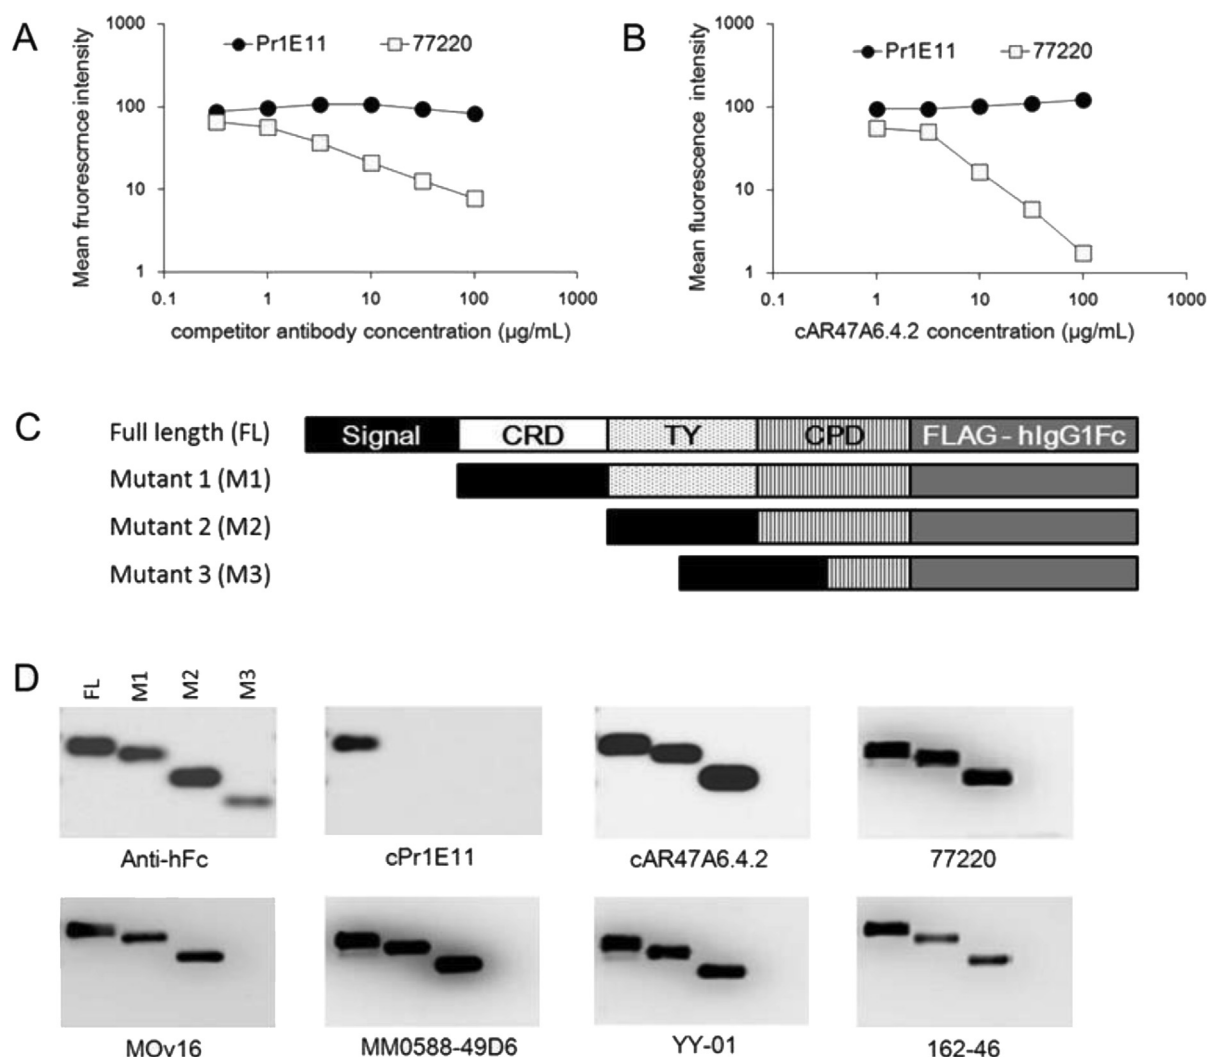 A
Mean fruorescrnce intensity
1000
100
10
1
Pr1E11
77220
0.1 1 10 100 1000
competitor antibody concentration (µg/mL)
B
Mean fluorescence intensity
1000
100
10
1
Pr1E11
77220
0.1 1 10 100 1000
cAR47A6.4.2 concentration (µg/mL)
C
Full length (FL) Signal CRD TY CPD FLAG - hIgG1Fc
Mutant 1 (M1)
Mutant 2 (M2)
Mutant 3 (M3)
D
FL M1 M2 M3
Anti-hFc cPr1E11 cAR47A6.4.2 77220
MOv16 MM0588-49D6 YY-01 162-46